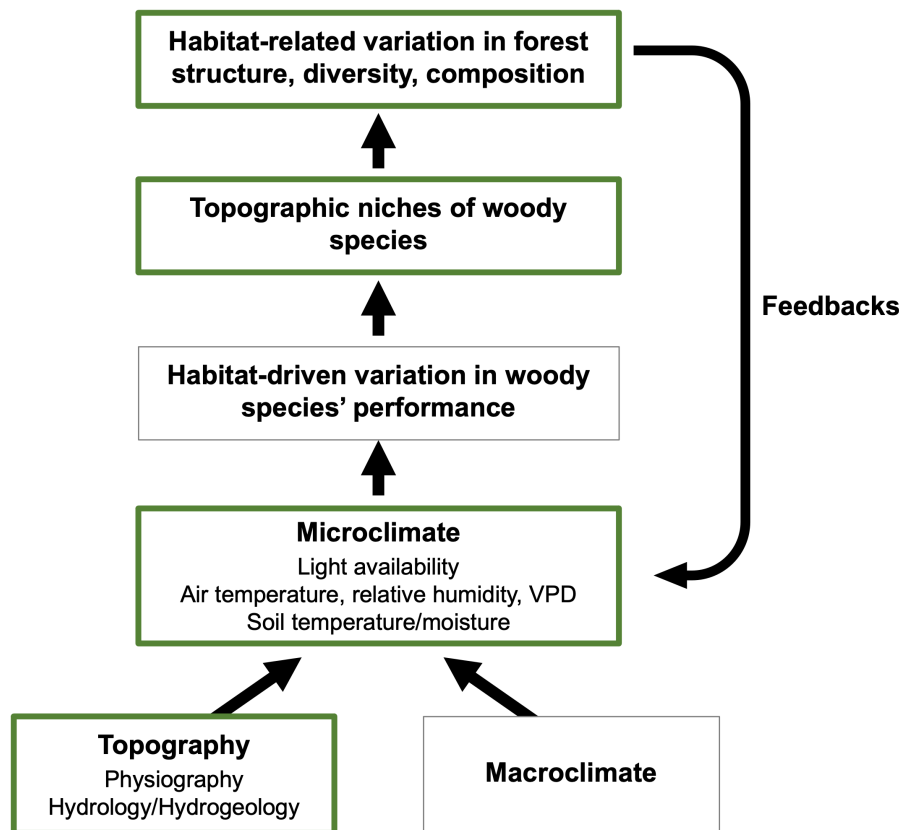 Habitat-related variation in forest
structure, diversity, composition
Topographic niches of woody
species
Feedbacks
Habitat-driven variation in woody
species’ performance
Microclimate
Light availability
Air temperature, relative humidity, VPD
Soil temperature/moisture
Topography
Physiography
Hydrology/Hydrogeology
Macroclimate